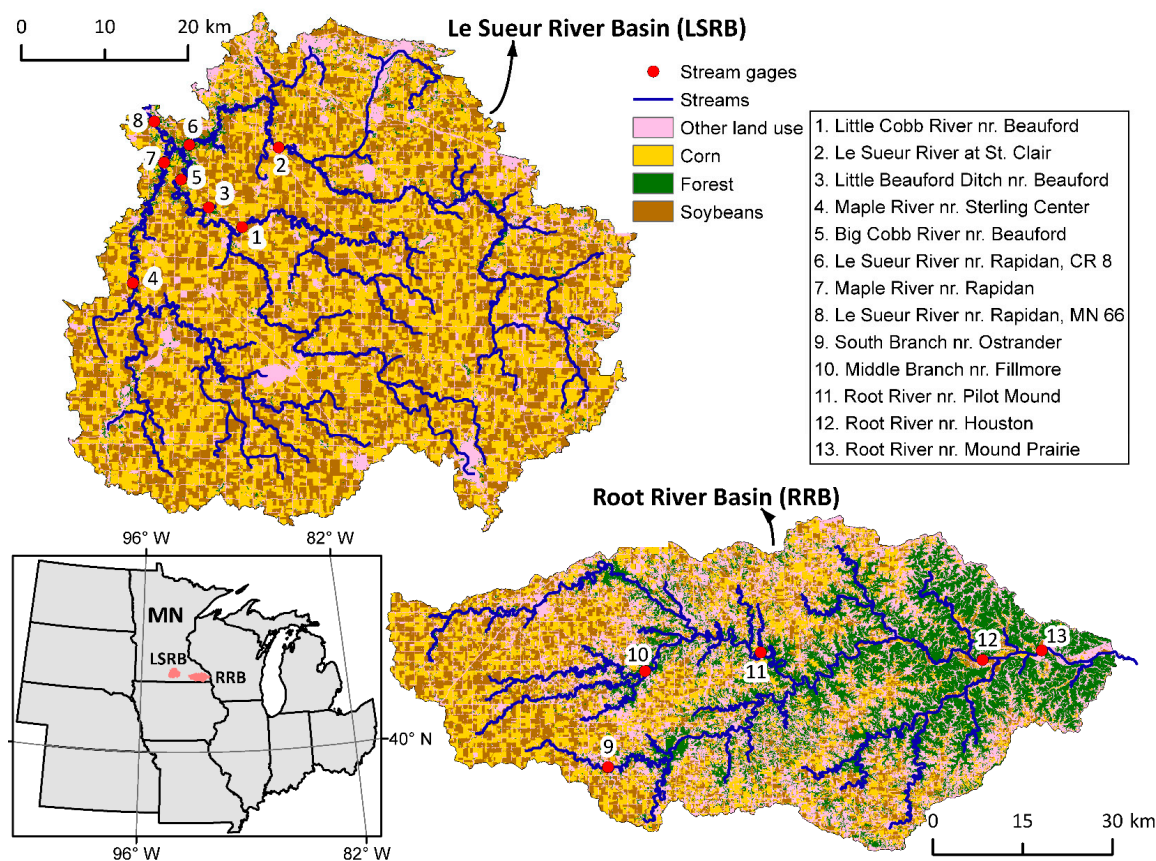 0 10 20 km
Le Sueur River Basin (LSRB)
Stream gages
Streams
Other land use
Corn
Forest
Soybeans
1. Little Cobb River nr. Beauford
2. Le Sueur River at St. Clair
3. Little Beauford Ditch nr. Beauford
4. Maple River nr. Sterling Center
5. Big Cobb River nr. Beauford
6. Le Sueur River nr. Rapidan, CR 8
7. Maple River nr. Rapidan
8. Le Sueur River nr. Rapidan, MN 66
9. South Branch nr. Ostrander
10. Middle Branch nr. Fillmore
11. Root River nr. Pilot Mound
12. Root River nr. Houston
13. Root River nr. Mound Prairie
8
6
7
2
5
3
1
4
Root River Basin (RRB)
96° W 82° W
MN
LSRB
RRB
40° N
96° W 82° W
10
11
12
13
9
0 15 30 km